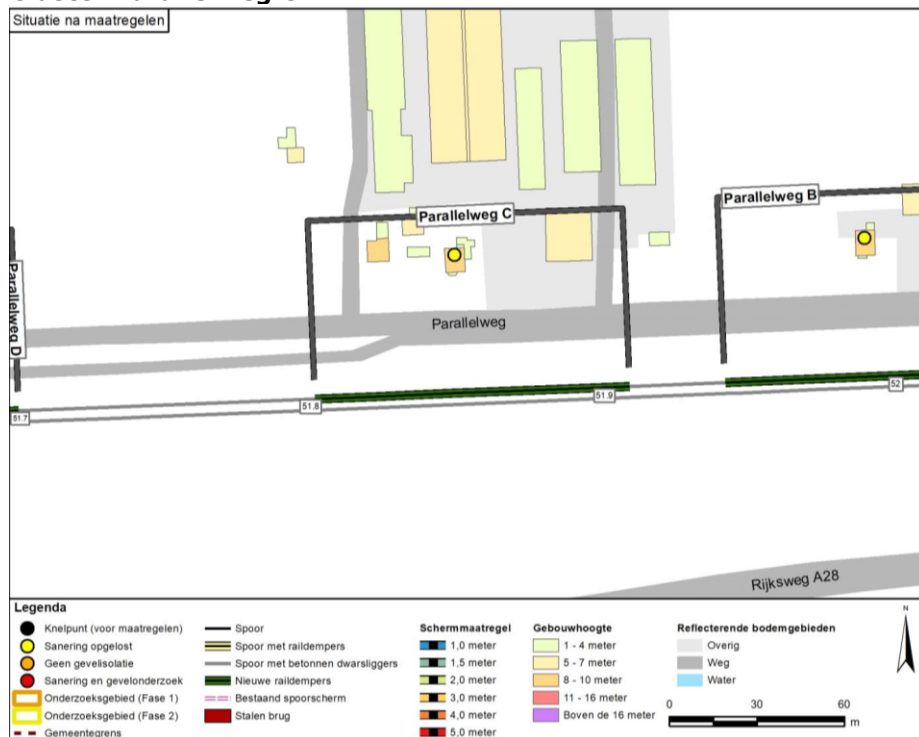 Situatie na maatregelen
Parallelweg C
Parallelweg B
Parallelweg D
Parallelweg
51.7
51.8
51.9
52
Rijksweg A28
Legenda
Knelpunt (voor maatregelen)
Sanering opgelost
Geen gevelisolatie
Sanering en gevelonderzoek
Onderzoeksgebied (Fase 1)
Onderzoeksgebied (Fase 2)
Gemeentegrens
Spoor
Spoor met raildempers
Spoor met betonnen dwarsliggers
Nieuwe raildempers
Bestaand spoorscherm
Stalen brug
Schermmaatregel
1,0 meter
1,5 meter
2,0 meter
3,0 meter
4,0 meter
5,0 meter
Gebouwhoogte
1 - 4 meter
5 - 7 meter
8 - 10 meter
11 - 16 meter
Boven de 16 meter
Reflecterende bodemgebieden
Overig
Weg
Water
N
0 30 60
m